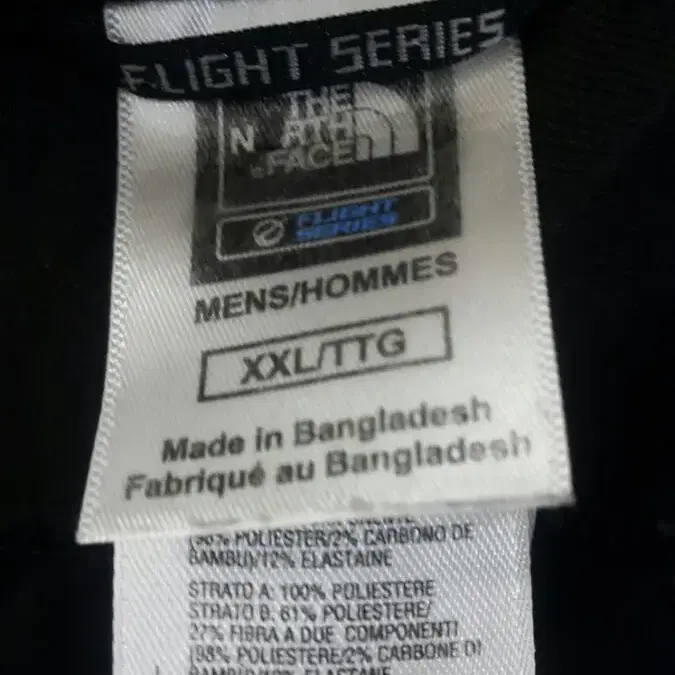 FLIGHT SERIES
THE
NORTH
FACE
FLIGHT
SERIES
MENS/HOMMES
XXL/TTG
Made in Bangladesh
Fabriqué au Bangladesh
POLIESTER/2% CARBONO DE
BAMBU)/12% ELASTAINE
STRATO A: 100% POLIESTERE
STRATO B: 61% POLIESTERE/
27% FIBRA A DUE COMPONENTI
(98% POLIESTERE/2% CARBONE DI
ELASTANE